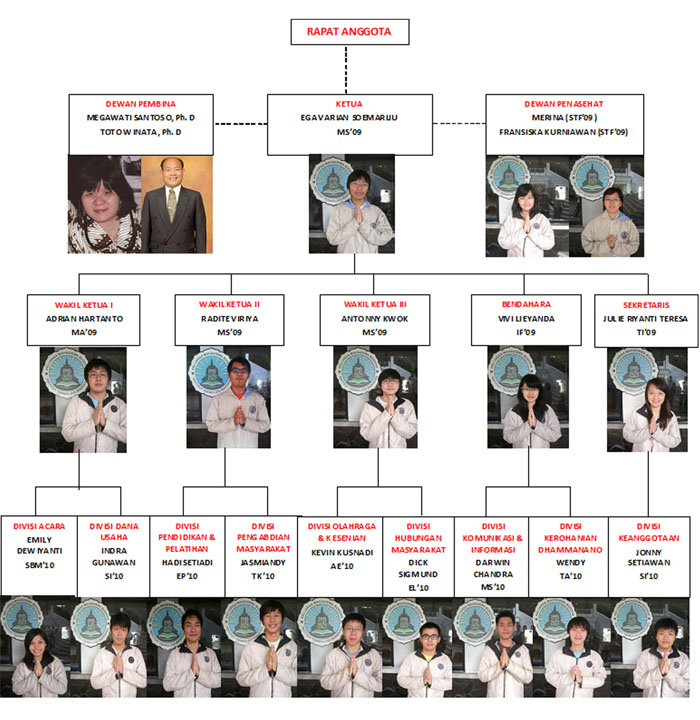 RAPAT ANGGOTA
DEWAN PEMBINA
MEGAWATI SANTOSO, Ph. D
TOTO WINATA, Ph. D
KETUA
EGA VARIAN SOEMARLIU
MS'09
DEWAN PENASEHAT
MERINA (STF'09)
FRANSISKA KURNIAWAN (STF'09)
WAKIL KETUA I
ADRIAN HARTANTO
MA'09
WAKIL KETUA II
RADITE VIRIYA
MS'09
WAKIL KETUA III
ANTONNY KWOK
MS'09
BENDAHARA
VIVI LIEYANDA
IF'09
SEKRETARIS
JULIE RIYANTI TERESA
TI'09
DIVISI ACARA
EMILY
DEWIYANTI
SBM'10
DIVISI DANA
USAHA
INDRA
GUNAWAN
SI'10
DIVISI
PENDIDIKAN &
PELATIHAN
HADI SETIADI
EP'10
DIVISI
PENGABDIAN
MASYARAKAT
JASMIANDY
TK'10
DIVISI OLAHRAGA
& KESENIAN
KEVIN KUSNADI
AE'10
DIVISI
HUBUNGAN
MASYARAKAT
DICK
SIGMUND
EL'10
DIVISI
KOMUNIKASI &
INFORMASI
DARWIN
CHANDRA
MS'10
DIVISI
KEROHANIAN
DHAMMANANO
WENDY
TA'10
DIVISI
KEANGGOTAAN
JONNY
SETIAWAN
SI'10